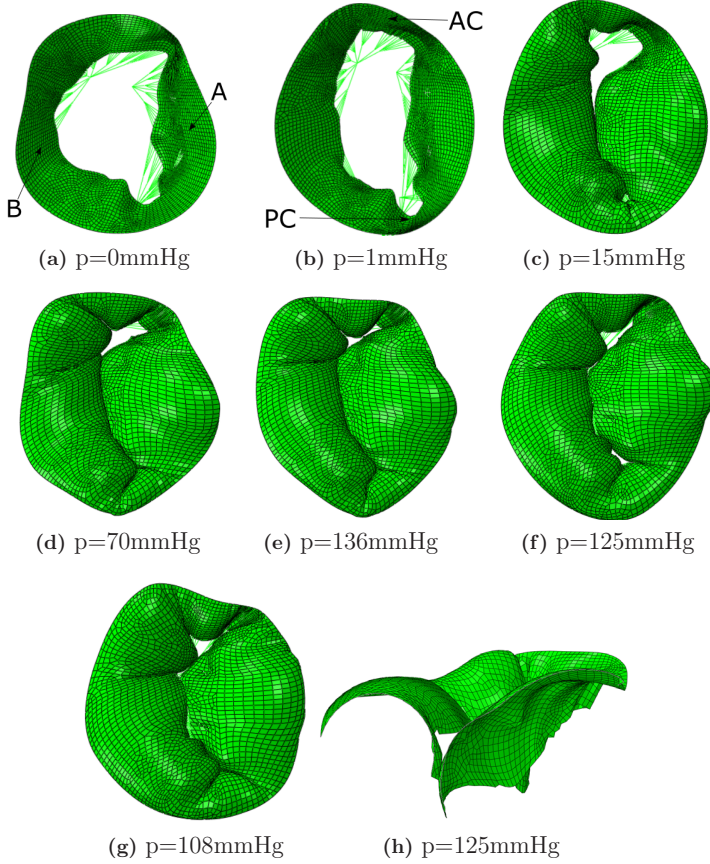 AC
A
B
PC
(a) p=0mmHg
(b) p=1mmHg
(c) p=15mmHg
(d) p=70mmHg
(e) p=136mmHg
(f) p=125mmHg
(g) p=108mmHg
(h) p=125mmHg